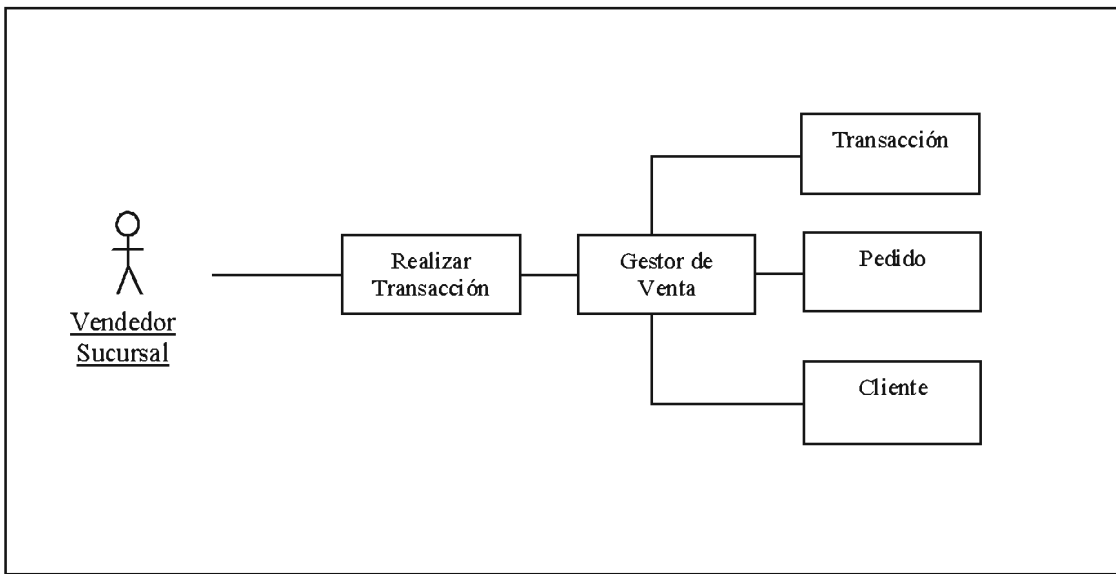 Vendedor
Sucursal
Realizar
Transacción
Gestor de
Venta
Transacción
Pedido
Cliente